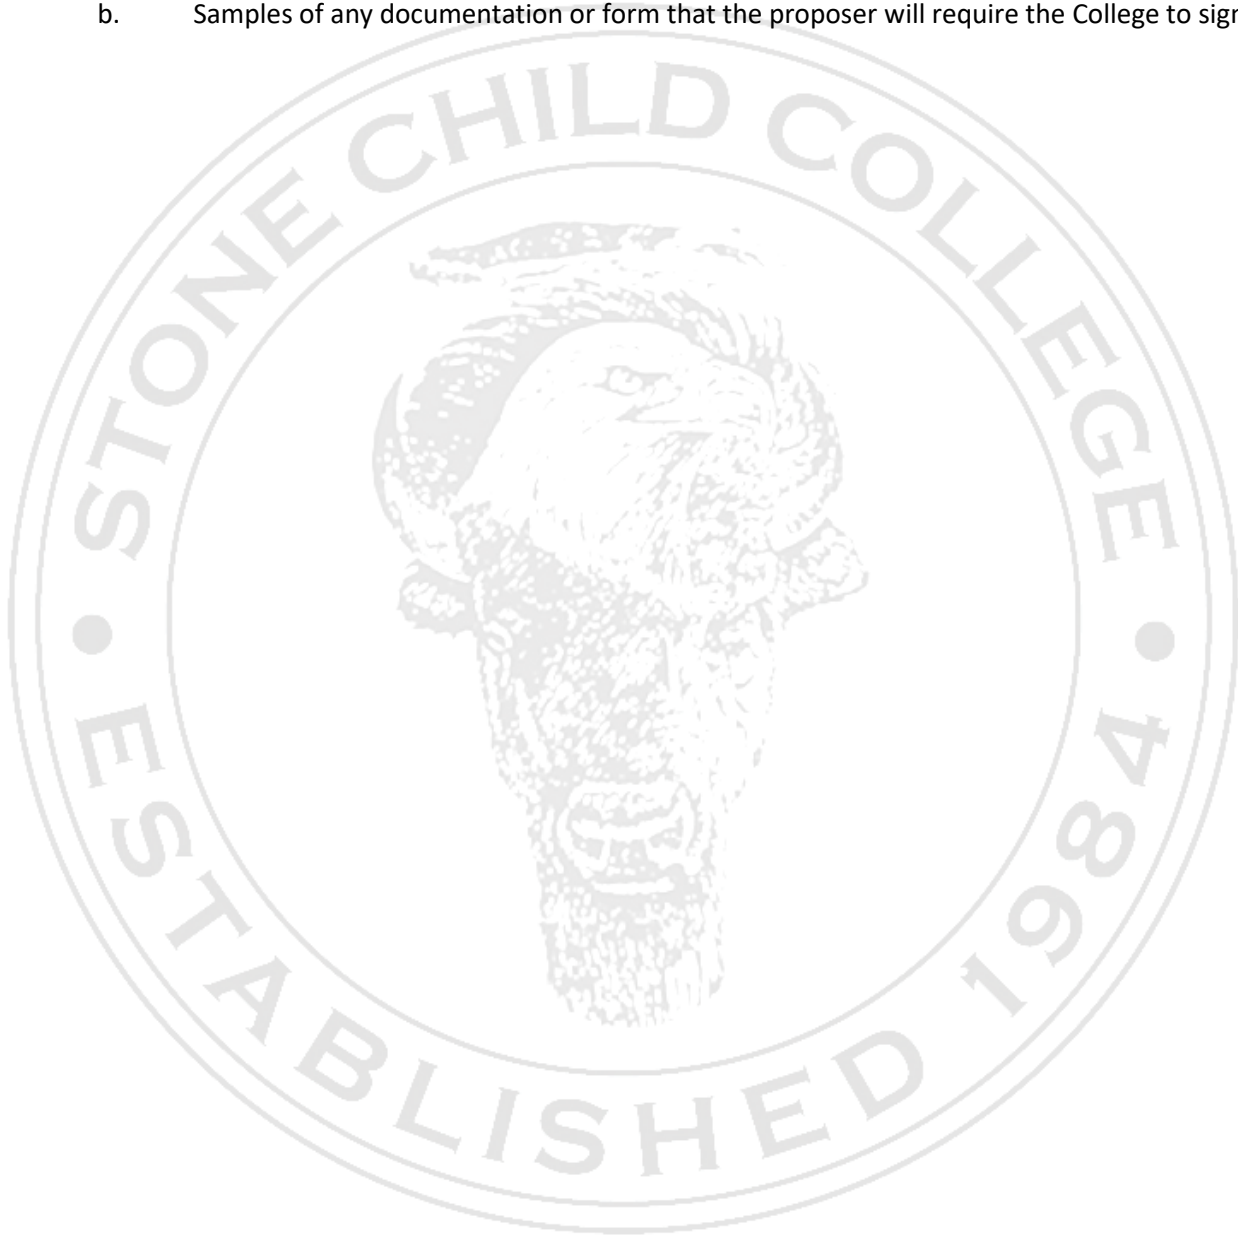 b. Samples of any documentation or form that the proposer will require the College to sign
STONE CHILD COLLEGE
ESTABLISHED 1984